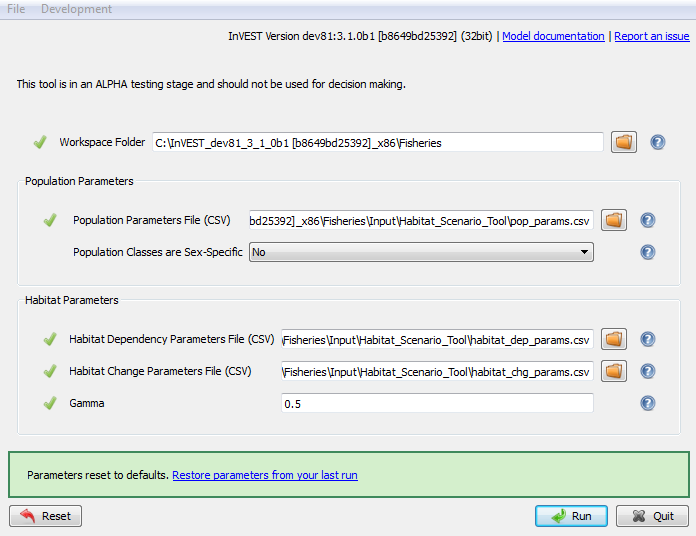 File Development
InVEST Version dev81:3.1.0b1 [b8649bd25392] (32bit) | Model documentation | Report an issue
This tool is in an ALPHA testing stage and should not be used for decision making.
Workspace Folder C:\InVEST_dev81_3_1_0b1 [b8649bd25392]_x86\Fisheries
Population Parameters
Population Parameters File (CSV) bd25392]_x86\Fisheries\Input\Habitat_Scenario_Tool\pop_params.csv
Population Classes are Sex-Specific No
Habitat Parameters
Habitat Dependency Parameters File (CSV) \Fisheries\Input\Habitat_Scenario_Tool\habitat_dep_params.csv
Habitat Change Parameters File (CSV) \Fisheries\Input\Habitat_Scenario_Tool\habitat_chg_params.csv
Gamma 0.5
Parameters reset to defaults. Restore parameters from your last run
Reset Run Quit